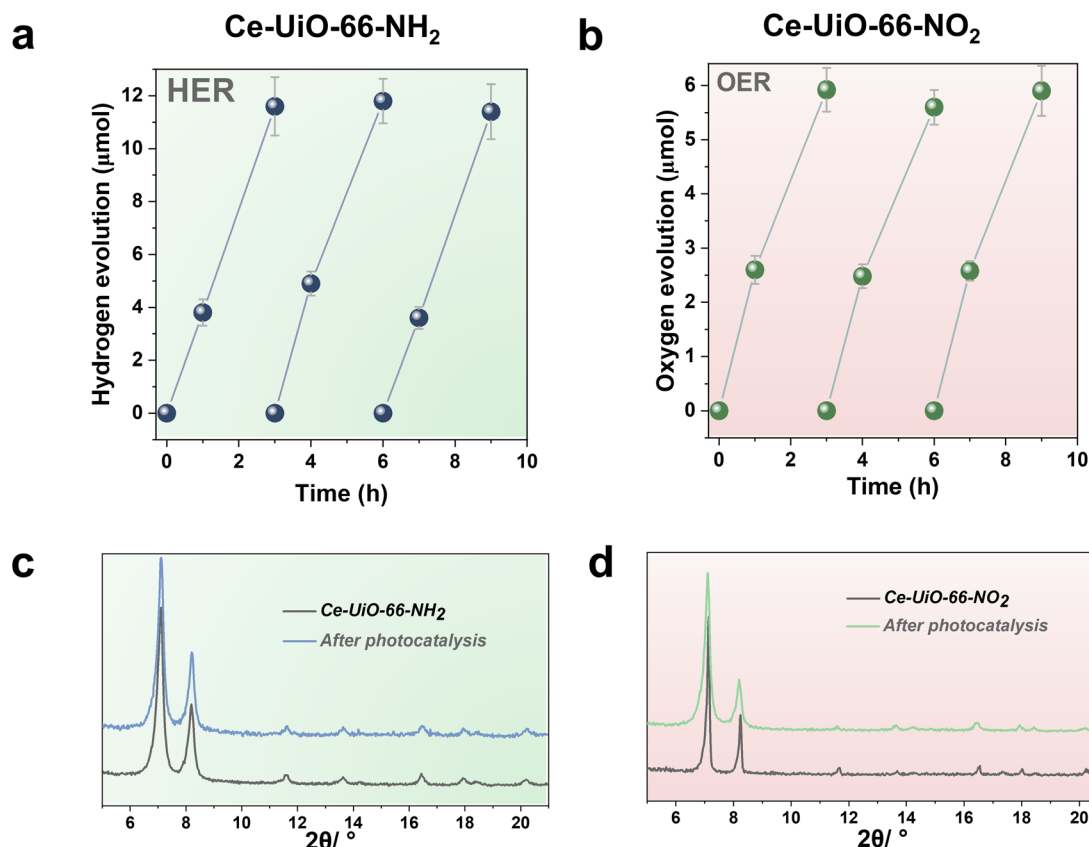 a
Ce-UiO-66-NH2
HER
Hydrogen evolution (μmol)
12
10
8
6
4
2
0
0 2 4 6 8 10
Time (h)
b
Ce-UiO-66-NO2
OER
Oxygen evolution (μmol)
6
5
4
3
2
1
0
0 2 4 6 8 10
Time (h)
c
Ce-UiO-66-NH2
After photocatalysis
6 8 10 12 14 16 18 20
2θ/ °
d
Ce-UiO-66-NO2
After photocatalysis
6 8 10 12 14 16 18 20
2θ/ °